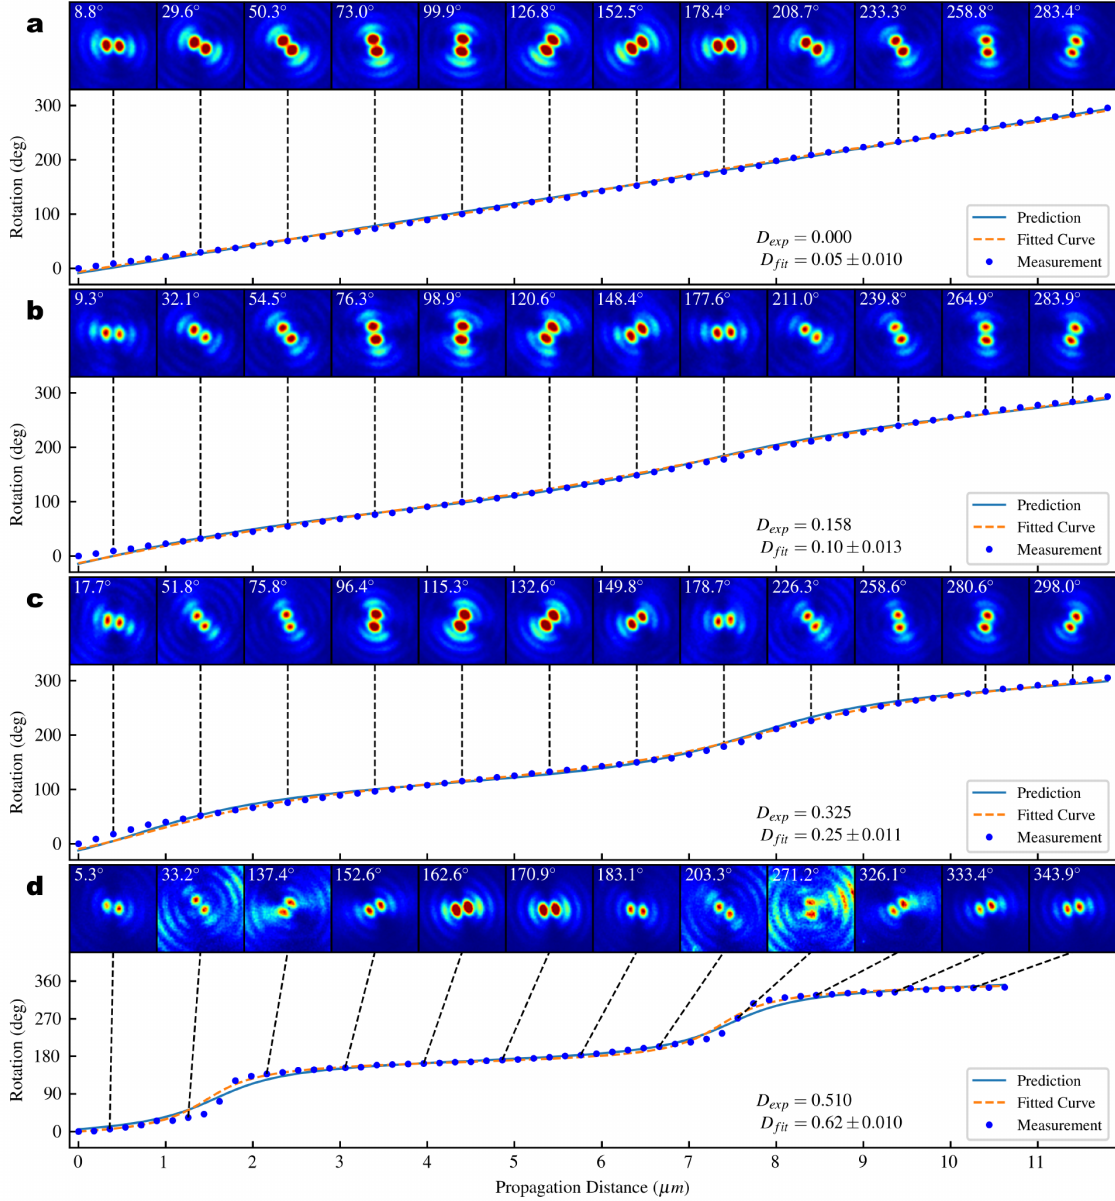 a
8.8° 29.6° 50.3° 73.0° 99.9° 126.8° 152.5° 178.4° 208.7° 233.3° 258.8° 283.4°
300
200
100
0
Rotation (deg)
D_exp = 0.000
D_fit = 0.05 ± 0.010
Prediction
Fitted Curve
Measurement
b
9.3° 32.1° 54.5° 76.3° 98.9° 120.6° 148.4° 177.6° 211.0° 239.8° 264.9° 283.9°
300
200
100
0
Rotation (deg)
D_exp = 0.158
D_fit = 0.10 ± 0.013
Prediction
Fitted Curve
Measurement
c
17.7° 51.8° 75.8° 96.4° 115.3° 132.6° 149.8° 178.7° 226.3° 258.6° 280.6° 298.0°
300
200
100
0
Rotation (deg)
D_exp = 0.325
D_fit = 0.25 ± 0.011
Prediction
Fitted Curve
Measurement
d
5.3° 33.2° 137.4° 152.6° 162.6° 170.9° 183.1° 203.3° 271.2° 326.1° 333.4° 343.9°
360
270
180
90
0
Rotation (deg)
D_exp = 0.510
D_fit = 0.62 ± 0.010
Prediction
Fitted Curve
Measurement
0 1 2 3 4 5 6 7 8 9 10 11
Propagation Distance (μm)